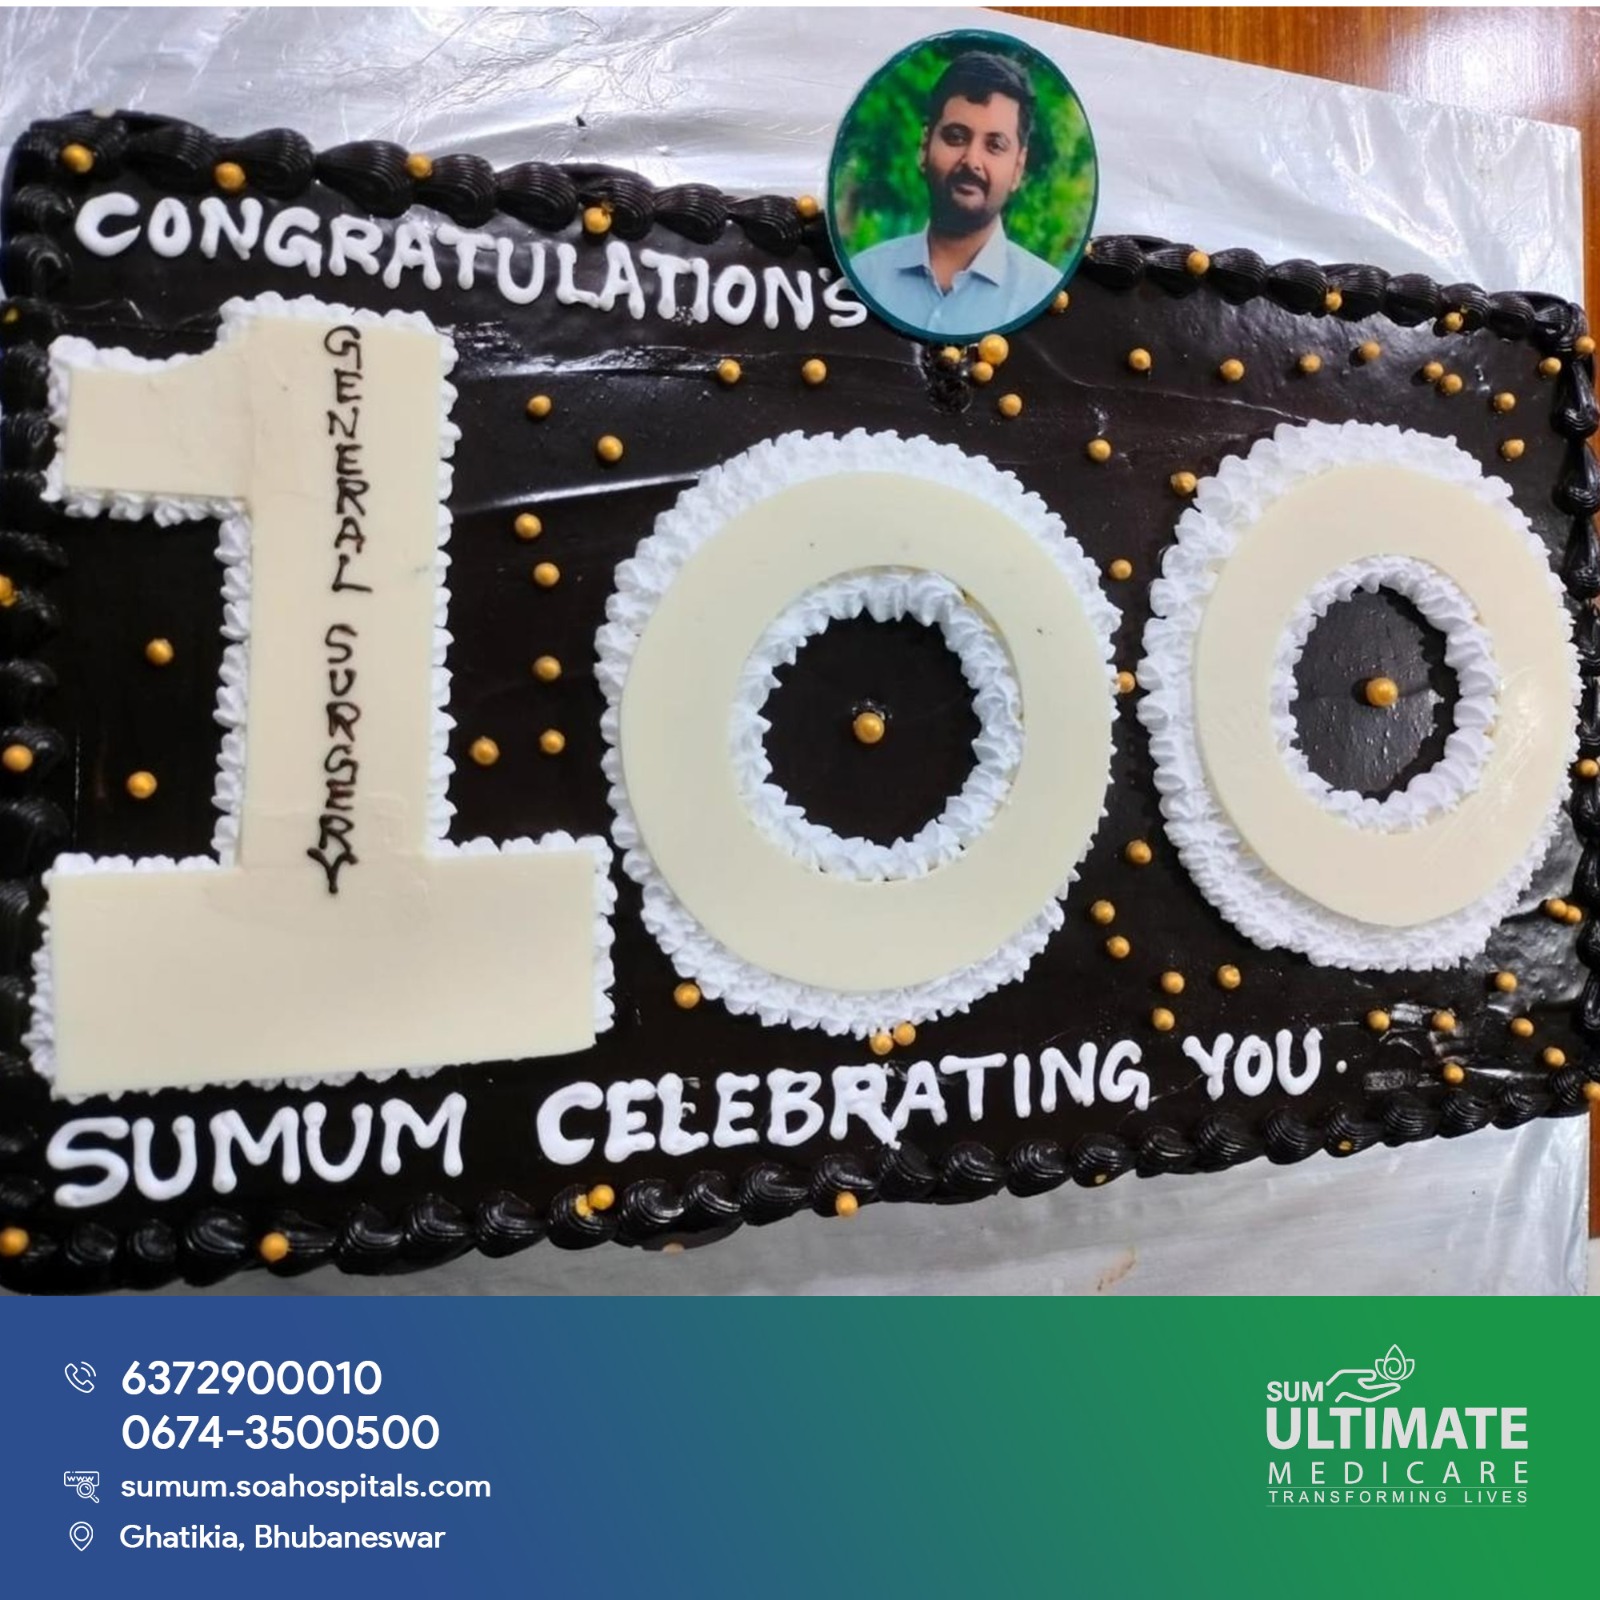 CONGRATULATION'S
100
GENERAL SURGERY
SUMUM CELEBRATING YOU.
6372900010
0674-3500500
www
sumum.soahospitals.com
Ghatikia, Bhubaneswar
SUM
ULTIMATE
MEDICARE
TRANSFORMING LIVES